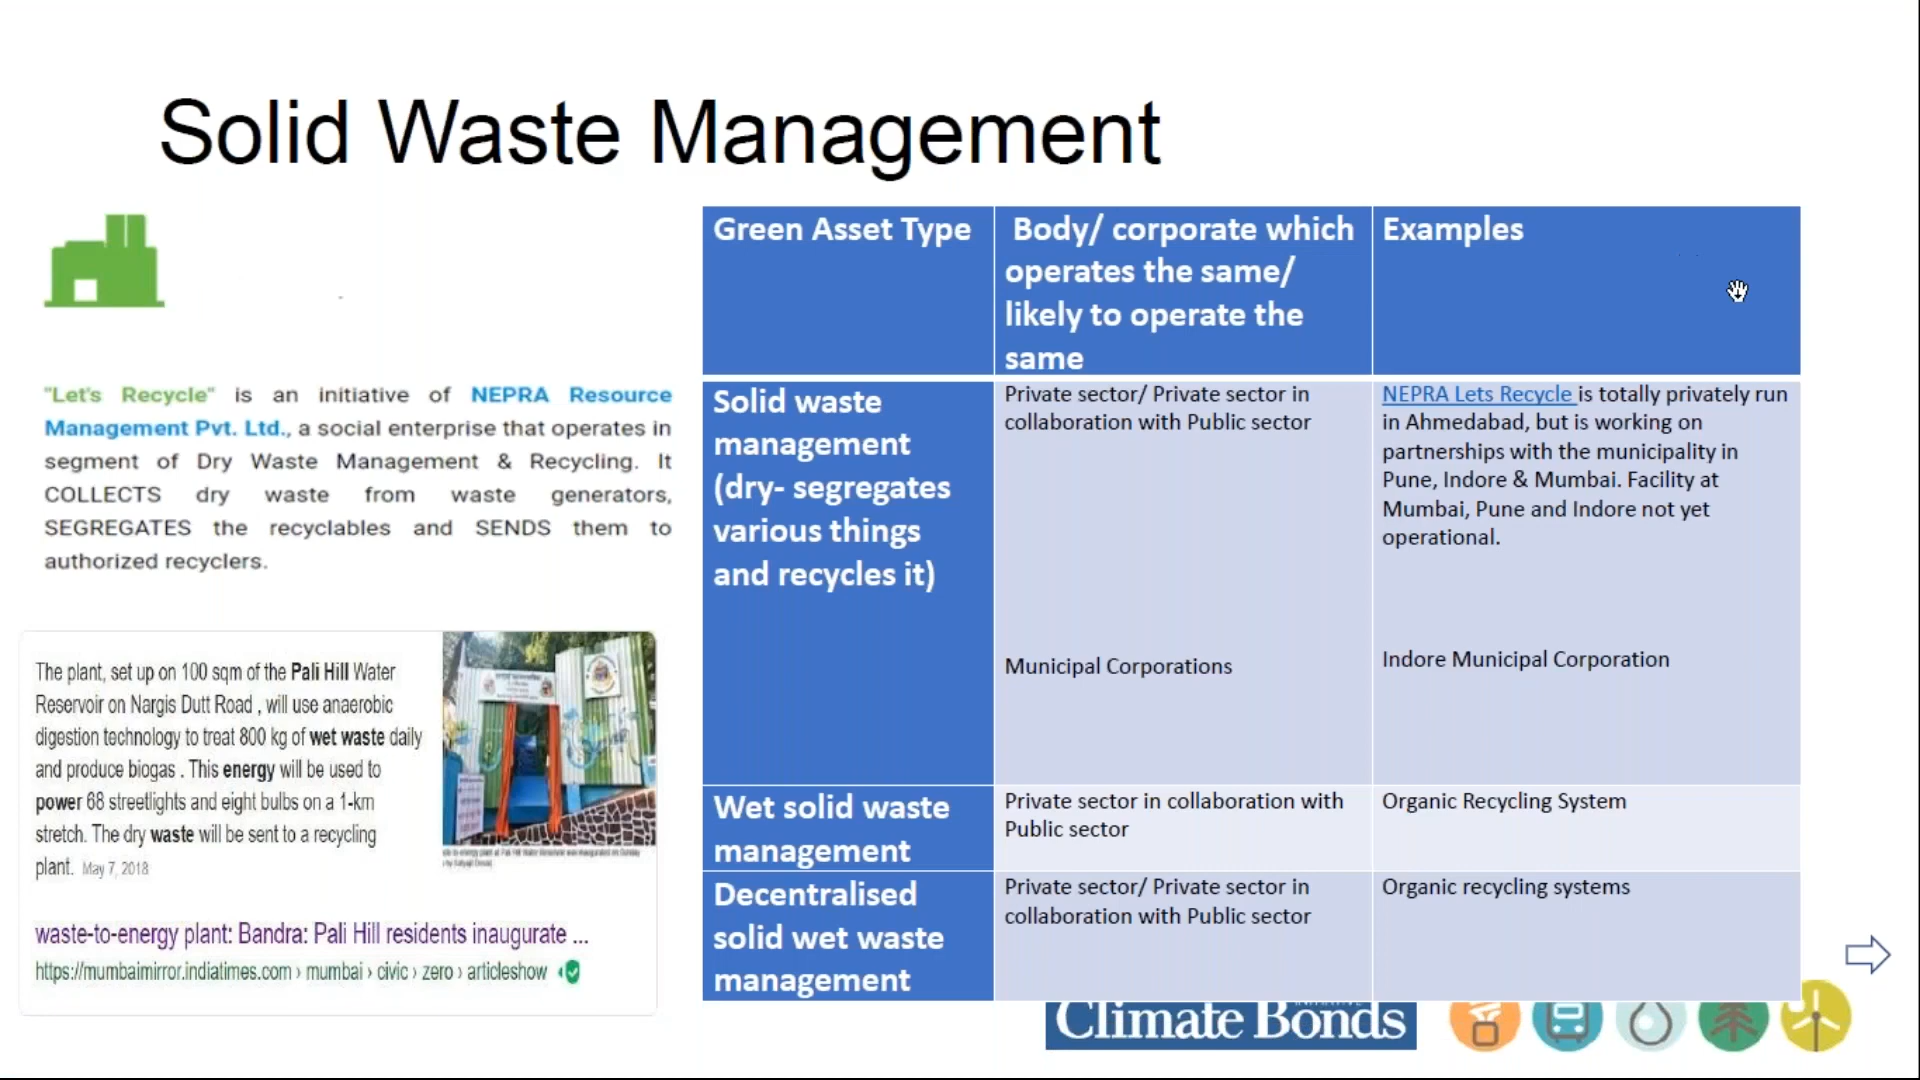 Solid Waste Management
"Let's Recycle" is an initiative of NEPRA Resource
Management Pvt. Ltd., a social enterprise that operates in
segment of Dry Waste Management & Recycling. It
COLLECTS dry waste from waste generators,
SEGREGATES the recyclables and SENDS them to
authorized recyclers.
The plant, set up on 100 sqm of the Pali Hill Water
Reservoir on Nargis Dutt Road , will use anaerobic
digestion technology to treat 800 kg of wet waste daily
and produce biogas . This energy will be used to
power 68 streetlights and eight bulbs on a 1-km
stretch. The dry waste will be sent to a recycling
plant. May 7, 2018
waste-to-energy plant: Bandra: Pali Hill residents inaugurate ...
https://mumbaimirror.indiatimes.com › mumbai › civic › zero › articleshow
Green Asset Type
Body/ corporate which
operates the same/
likely to operate the
same
Examples
Solid waste
management
(dry- segregates
various things
and recycles it)
Private sector/ Private sector in
collaboration with Public sector
NEPRA Lets Recycle is totally privately run
in Ahmedabad, but is working on
partnerships with the municipality in
Pune, Indore & Mumbai. Facility at
Mumbai, Pune and Indore not yet
operational.
Municipal Corporations
Indore Municipal Corporation
Wet solid waste
management
Private sector in collaboration with
Public sector
Organic Recycling System
Decentralised
solid wet waste
management
Private sector/ Private sector in
collaboration with Public sector
Organic recycling systems
Climate Bonds